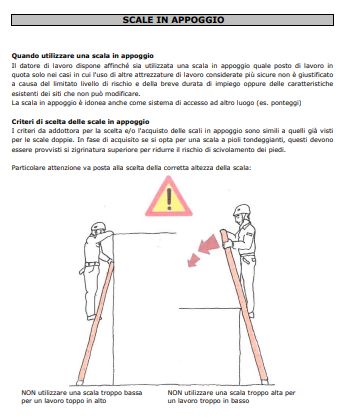 SCALE IN APPOGGIO
Quando utilizzare una scala in appoggio
Il datore di lavoro dispone affinché sia utilizzata una scala in appoggio quale posto di lavoro in
quota solo nei casi in cui l'uso di altre attrezzature di lavoro considerate più sicure non è giustificato
a causa del limitato livello di rischio e della breve durata di impiego oppure delle caratteristiche
esistenti dei siti che non può modificare.
La scala in appoggio è idonea anche come sistema di accesso ad altro luogo (es. ponteggi)
Criteri di scelta delle scale in appoggio
I criteri da addottora per la scelta e/o l'acquisto delle scali in appoggio sono simili a quelli già visti
per le scale doppie. In fase di acquisito se si opta per una scala a pioli tondeggianti, questi devono
essere provvisti si zigrinatura superiore per ridurre il rischio di scivolamento dei piedi.
Particolare attenzione va posta alla scelta della corretta altezza della scala:
!
NON utilizzare una scala troppo bassa
per un lavoro toppo in alto
NON utilizzare una scala troppo alta per
un lavoro troppo in basso